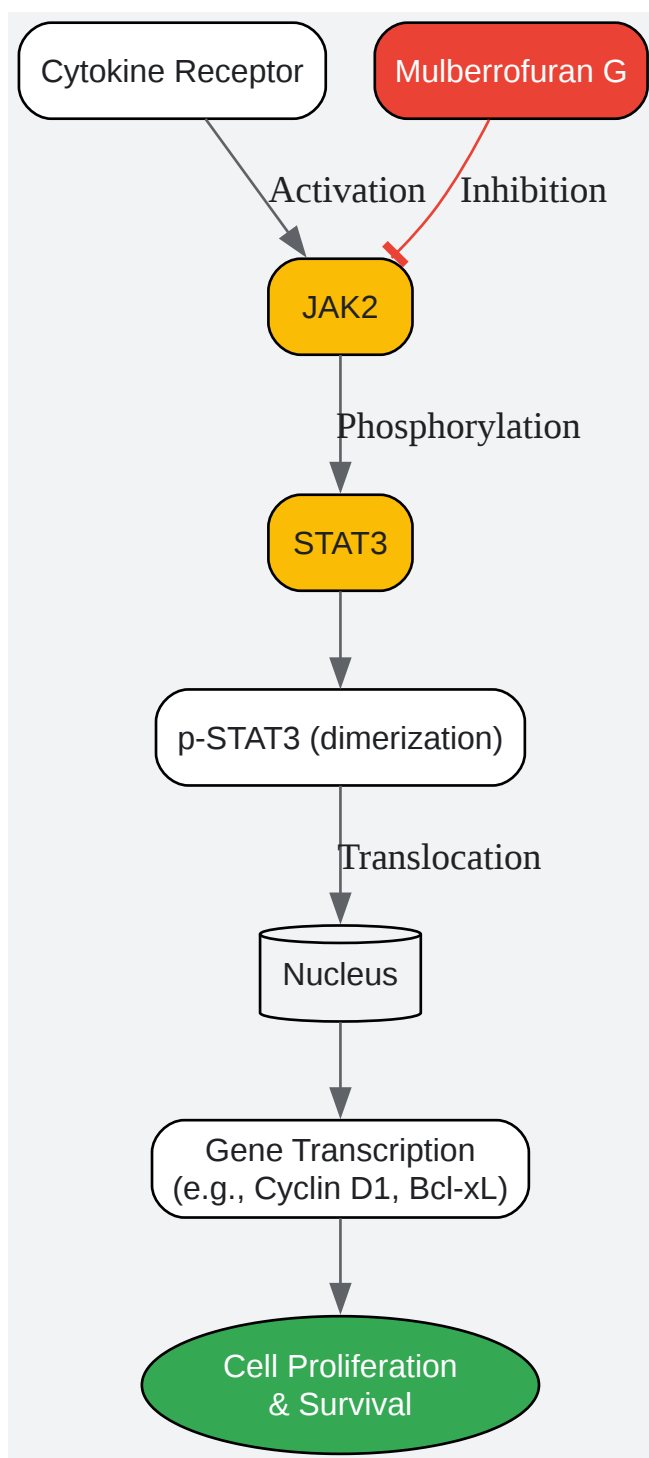 Cytokine Receptor
Mulberrofuran G
Activation
Inhibition
JAK2
Phosphorylation
STAT3
p-STAT3 (dimerization)
Translocation
Nucleus
Gene Transcription
(e.g., Cyclin D1, Bcl-xL)
Cell Proliferation
& Survival